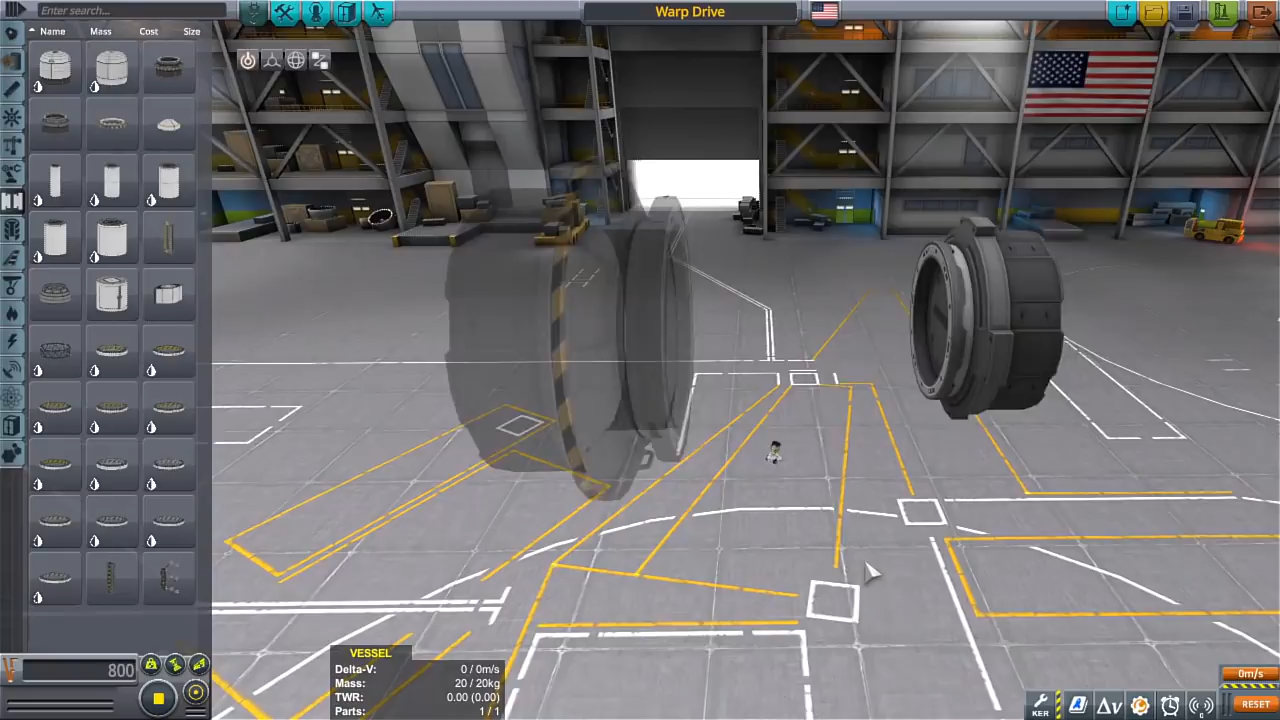 Enter search...
Warp Drive
Name Mass Cost Size
800
VESSEL
Delta-V: 0 / 0m/s
Mass: 20 / 20kg
TWR: 0.00 (0.00)
Parts: 1 / 1
0m/s
KER
Δv
RESET